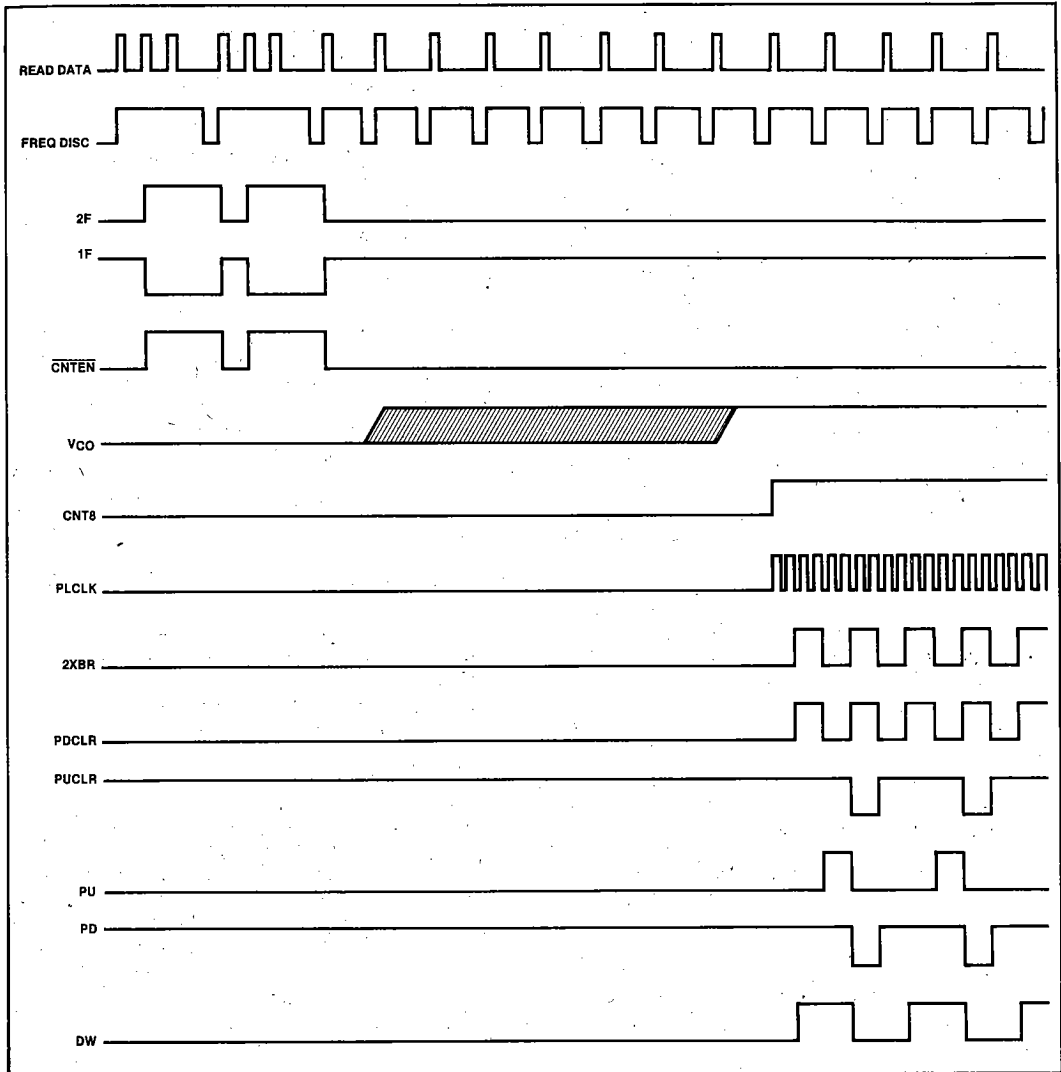 READ DATA
FREQ DISC
2F
1F
CNTEN
VCO
CNT8
PLCLK
2XBR
PDCLR
PUCLR
PU
PD
DW